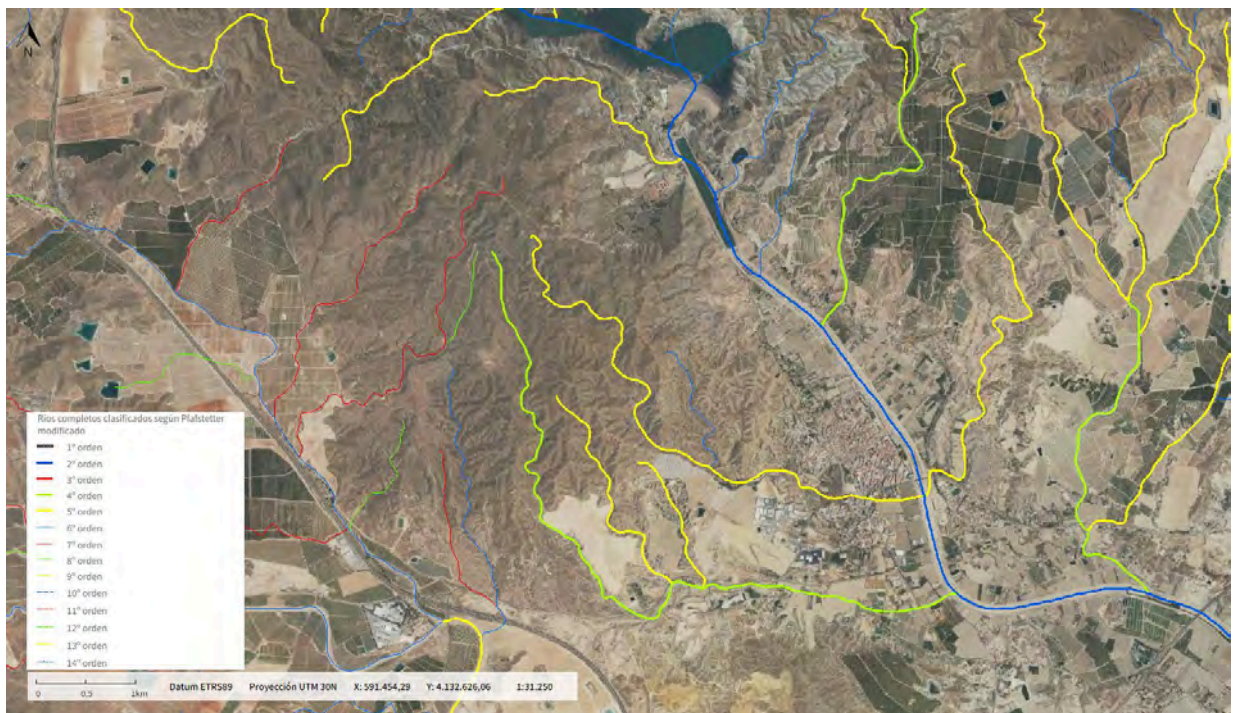 N
Ríos completos clasificados según Plafstetter
modificado
1º orden
2º orden
3º orden
4º orden
5º orden
6º orden
7º orden
8º orden
9º orden
10º orden
11º orden
12º orden
13º orden
14º orden
0 0.5 1km
Datum ETRS89 Proyección UTM 30N X: 591.454,29 Y: 4.132.626,06 1:31.250